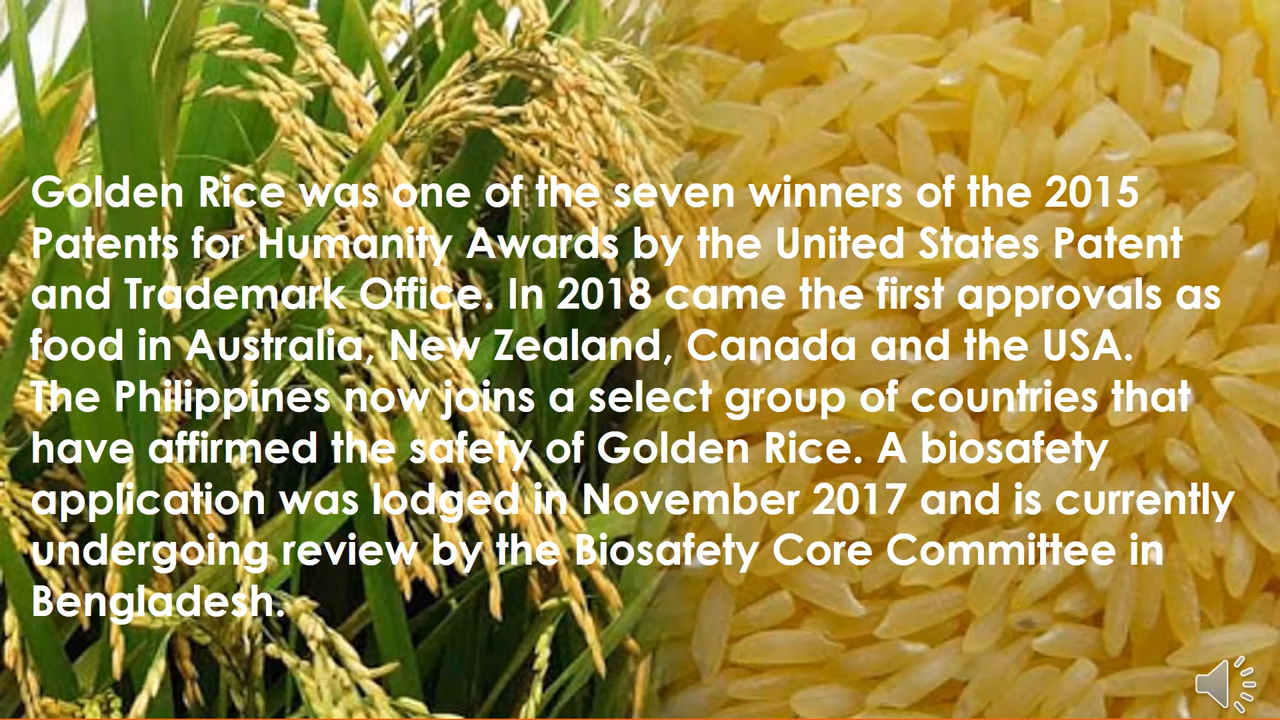 Golden Rice was one of the seven winners of the 2015
Patents for Humanity Awards by the United States Patent
and Trademark Office. In 2018 came the first approvals as
food in Australia, New Zealand, Canada and the USA.
The Philippines now joins a select group of countries that
have affirmed the safety of Golden Rice. A biosafety
application was lodged in November 2017 and is currently
undergoing review by the Biosafety Core Committee in
Bengladesh.